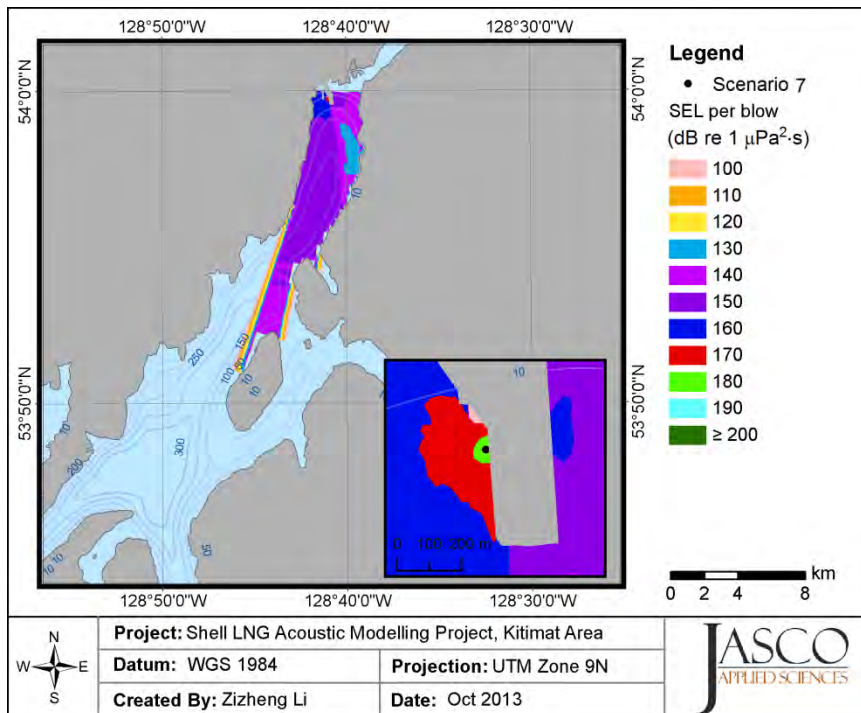 128°50'0"W 128°40'0"W 128°30'0"W
54°0'0"N
53°50'0"N
10
150
250
100
50
10
10
300
200
10
10
10
50
10
0 100 200 m
54°0'0"N
53°50'0"N
128°50'0"W 128°40'0"W 128°30'0"W
Legend
Scenario 7
SEL per blow
(dB re 1 μPa²·s)
100
110
120
130
140
150
160
170
180
190
≥ 200
km
0 2 4 8
N
W E
S
Project: Shell LNG Acoustic Modelling Project, Kitimat Area
Datum: WGS 1984 Projection: UTM Zone 9N
Created By: Zizheng Li Date: Oct 2013
JASCO
APPLIED SCIENCES